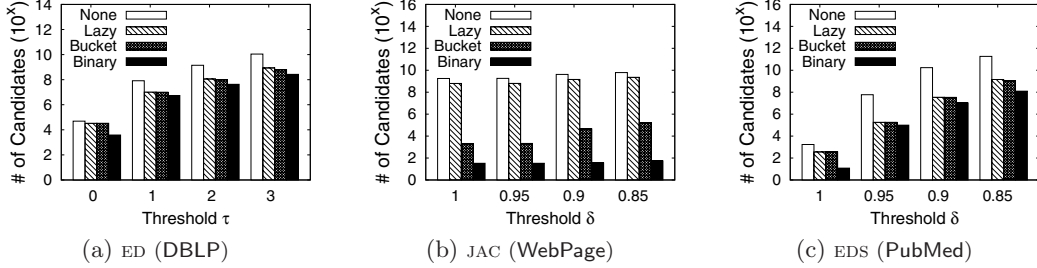 # of Candidates (10^x)
14
12
10
8
6
4
2
0
None
Lazy
Bucket
Binary
0 1 2 3
Threshold τ
(a) ED (DBLP)
# of Candidates (10^x)
16
14
12
10
8
6
4
2
0
None
Lazy
Bucket
Binary
1 0.95 0.9 0.85
Threshold δ
(b) JAC (WebPage)
# of Candidates (10^x)
16
14
12
10
8
6
4
2
0
None
Lazy
Bucket
Binary
1 0.95 0.9 0.85
Threshold δ
(c) EDS (PubMed)